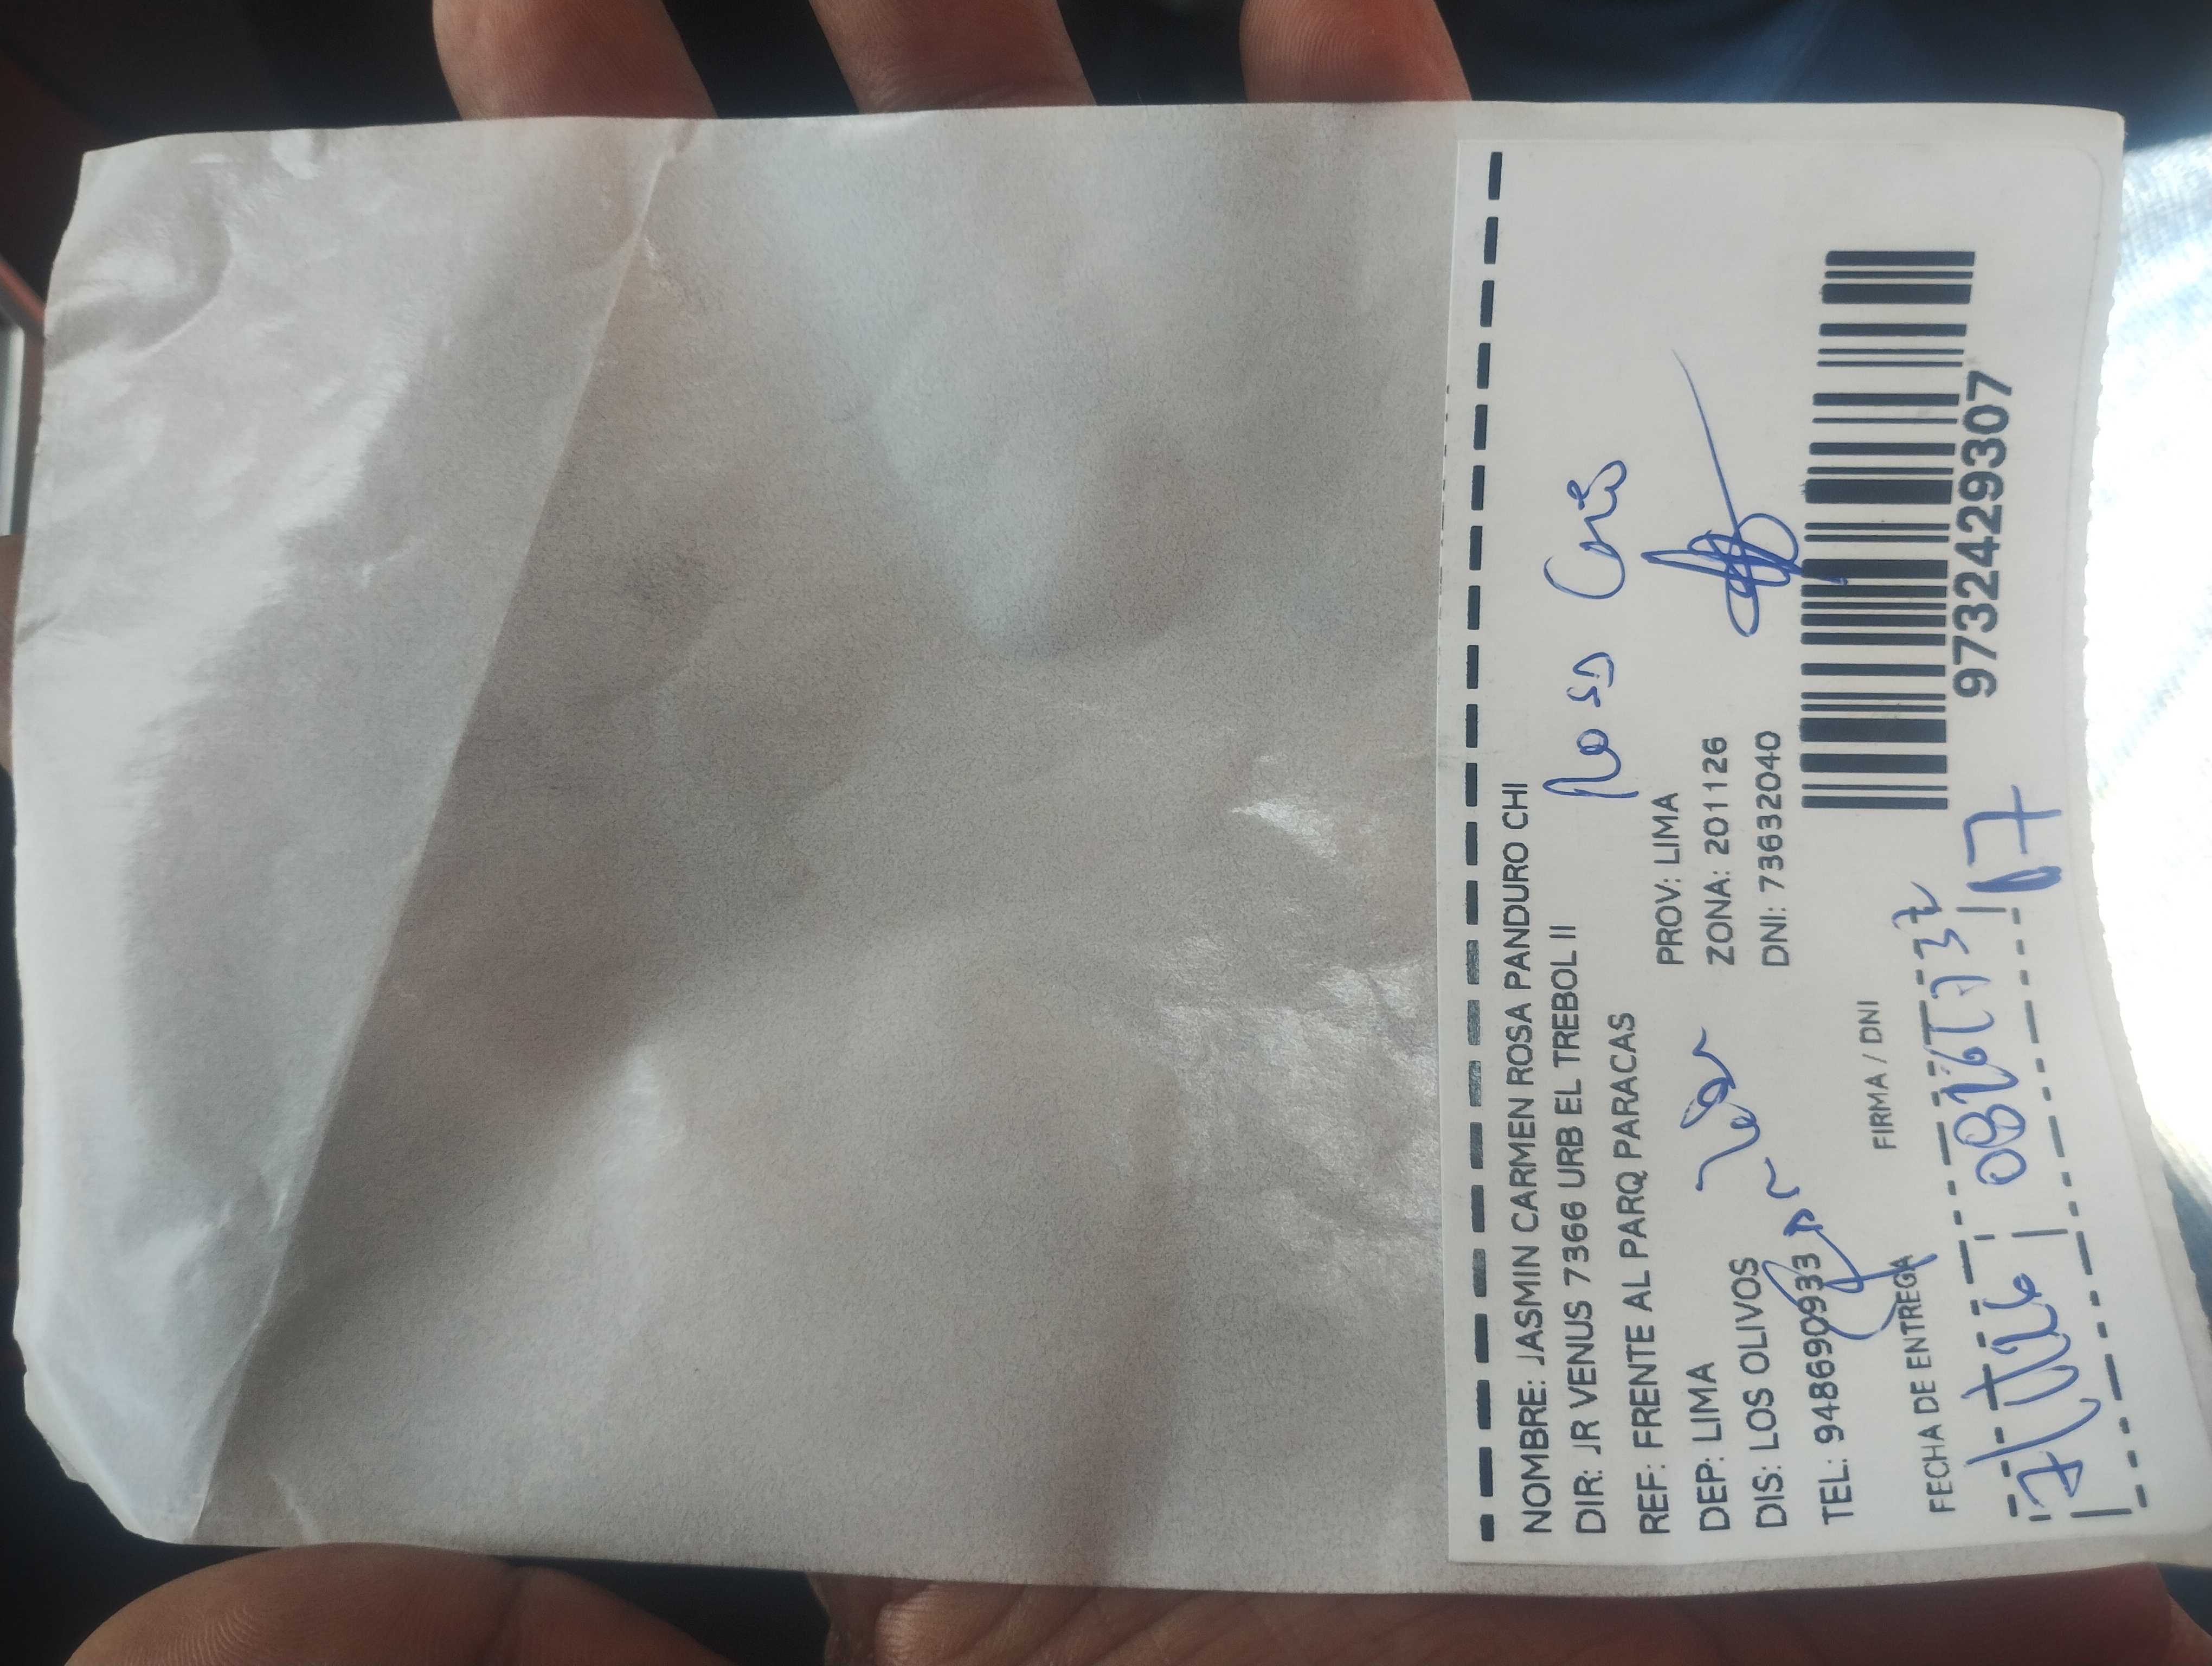 NOMBRE: JASMIN CARMEN ROSA PANDURO CHI
DIR: JR VENUS 7366 URB EL TREBOL II
REF: FRENTE AL PARQ PARACAS
DEP: LIMA PROV: LIMA
DIS: LOS OLIVOS ZONA: 201126
TEL: 948690933 DNI: 73632040
FECHA DE ENTREGA FIRMA / DNI
9732429307